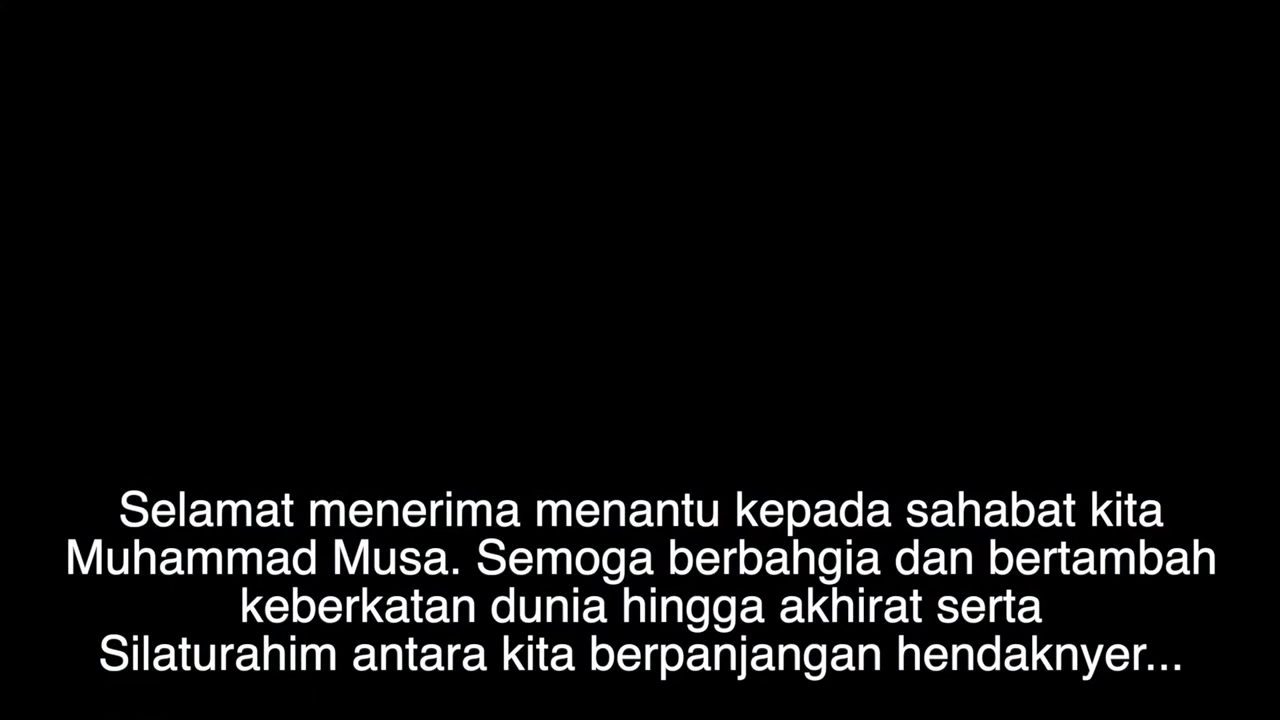 Selamat menerima menantu kepada sahabat kita
Muhammad Musa. Semoga berbahgia dan bertambah
keberkatan dunia hingga akhirat serta
Silaturahim antara kita berpanjangan hendaknyer...